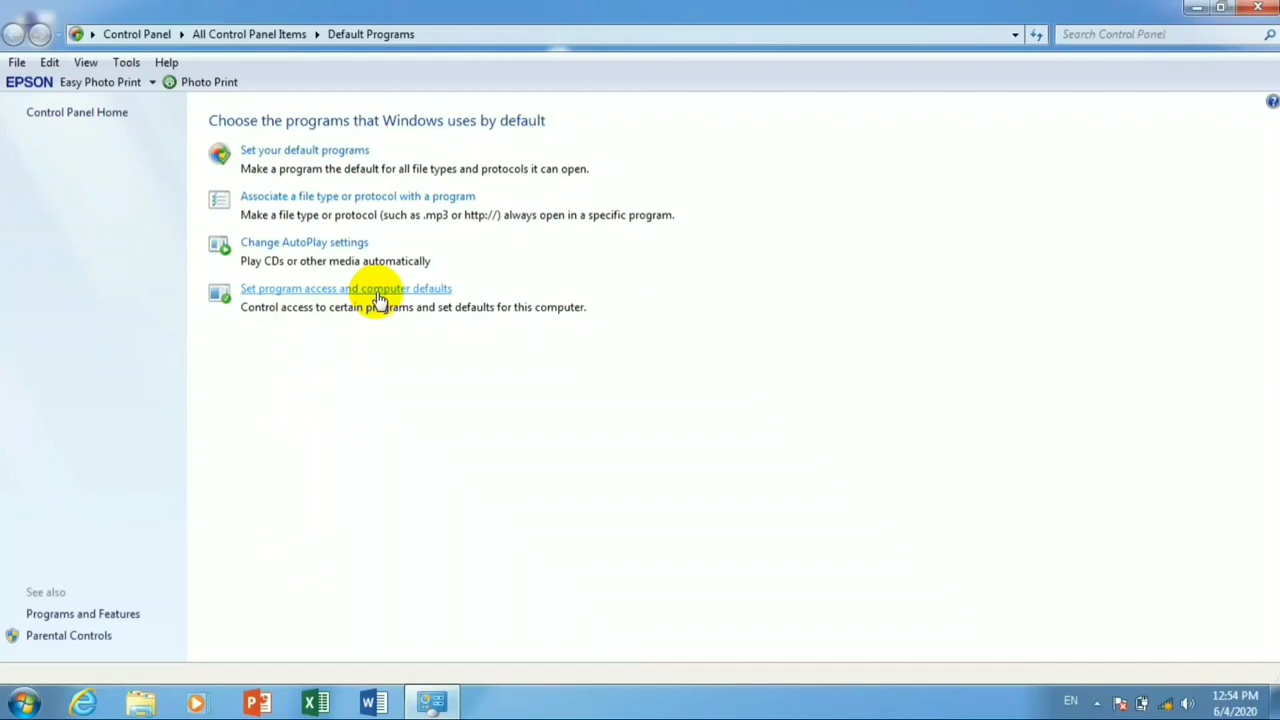 Control Panel
All Control Panel Items
Default Programs
Search Control Panel
File Edit View Tools Help
EPSON Easy Photo Print Photo Print
Control Panel Home
Choose the programs that Windows uses by default
Set your default programs
Make a program the default for all file types and protocols it can open.
Associate a file type or protocol with a program
Make a file type or protocol (such as .mp3 or http://) always open in a specific program.
Change AutoPlay settings
Play CDs or other media automatically
Set program access and computer defaults
Control access to certain programs and set defaults for this computer.
See also
Programs and Features
Parental Controls
EN
12:54 PM
6/4/2020